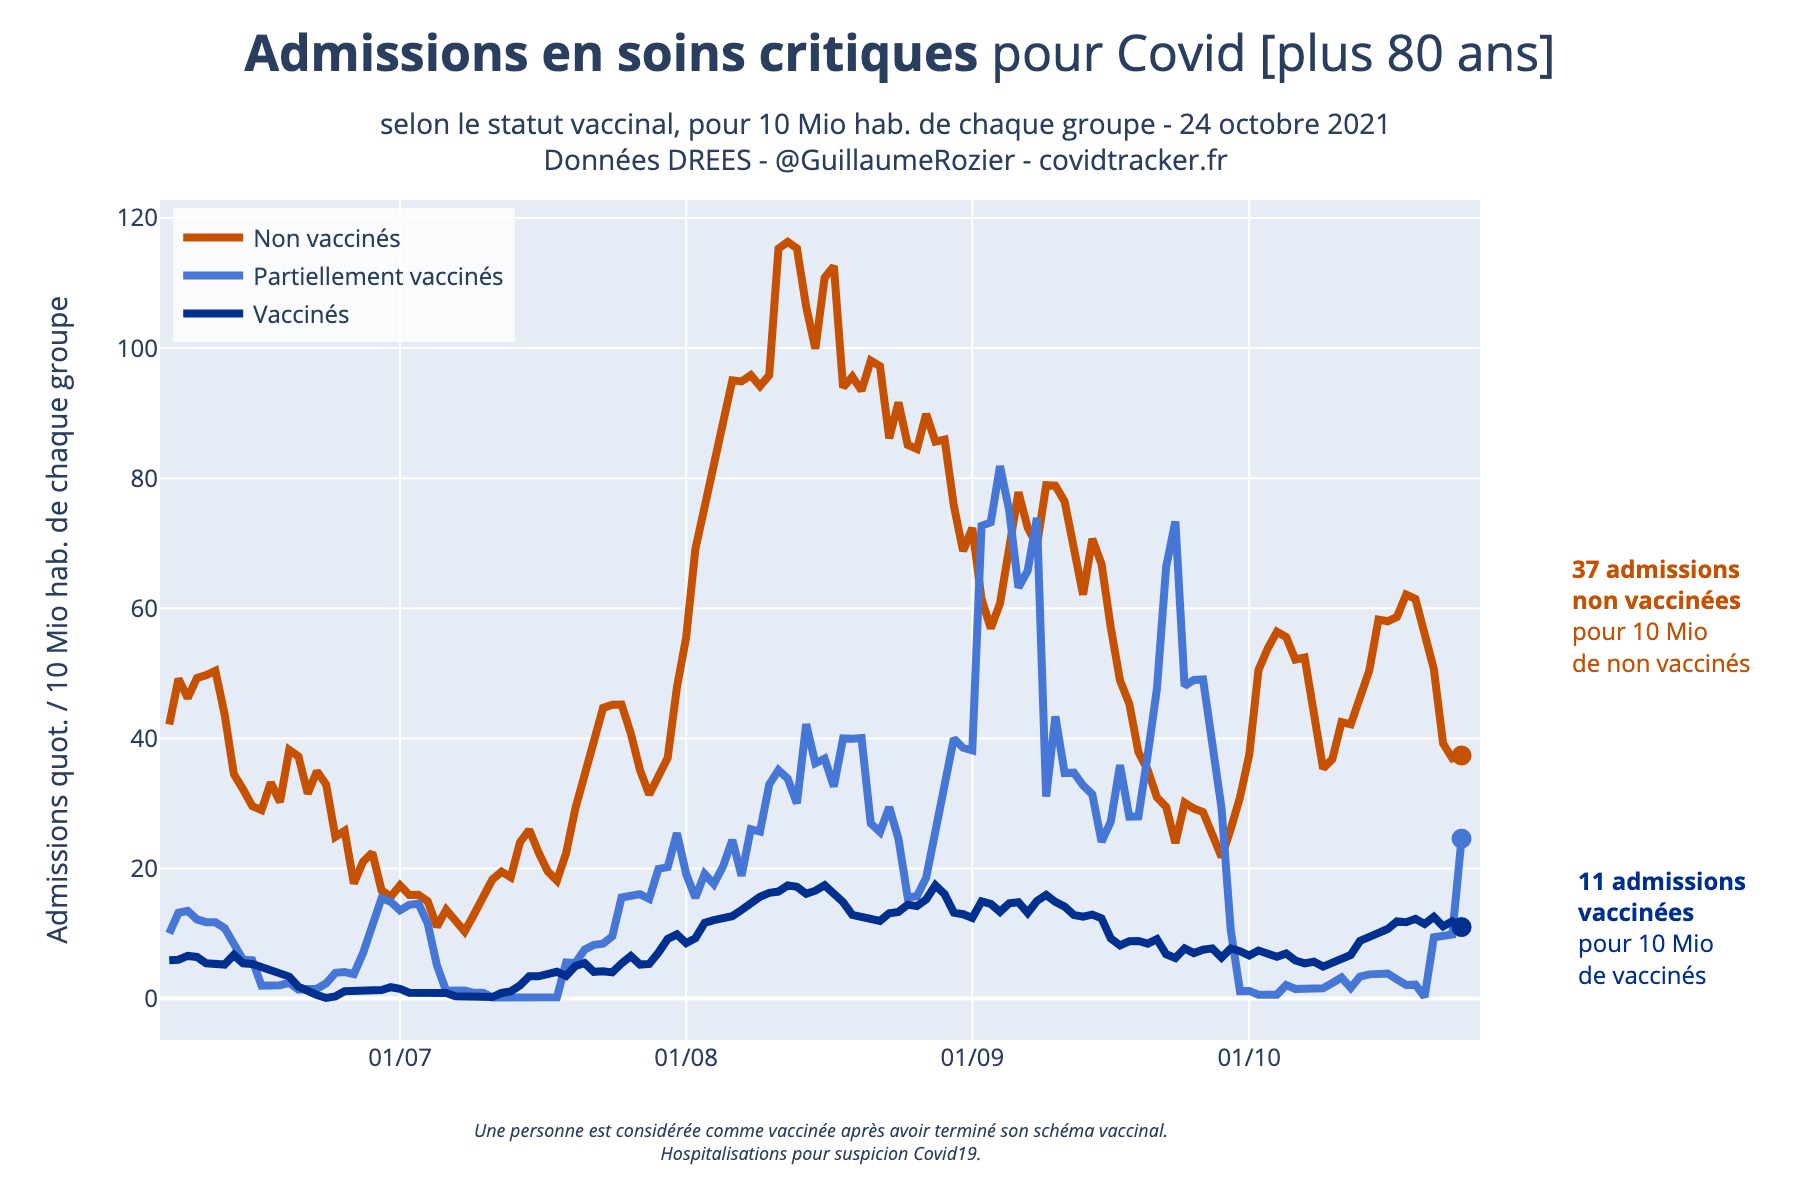 Admissions en soins critiques pour Covid [plus 80 ans]
selon le statut vaccinal, pour 10 Mio hab. de chaque groupe - 24 octobre 2021
Données DREES - @GuillaumeRozier - covidtracker.fr
Non vaccinés
Partiellement vaccinés
Vaccinés
Admissions quot. / 10 Mio hab. de chaque groupe
120
100
80
60
40
20
0
01/07
01/08
01/09
01/10
37 admissions
non vaccinées
pour 10 Mio
de non vaccinés
11 admissions
vaccinées
pour 10 Mio
de vaccinés
Une personne est considérée comme vaccinée après avoir terminé son schéma vaccinal.
Hospitalisations pour suspicion Covid19.